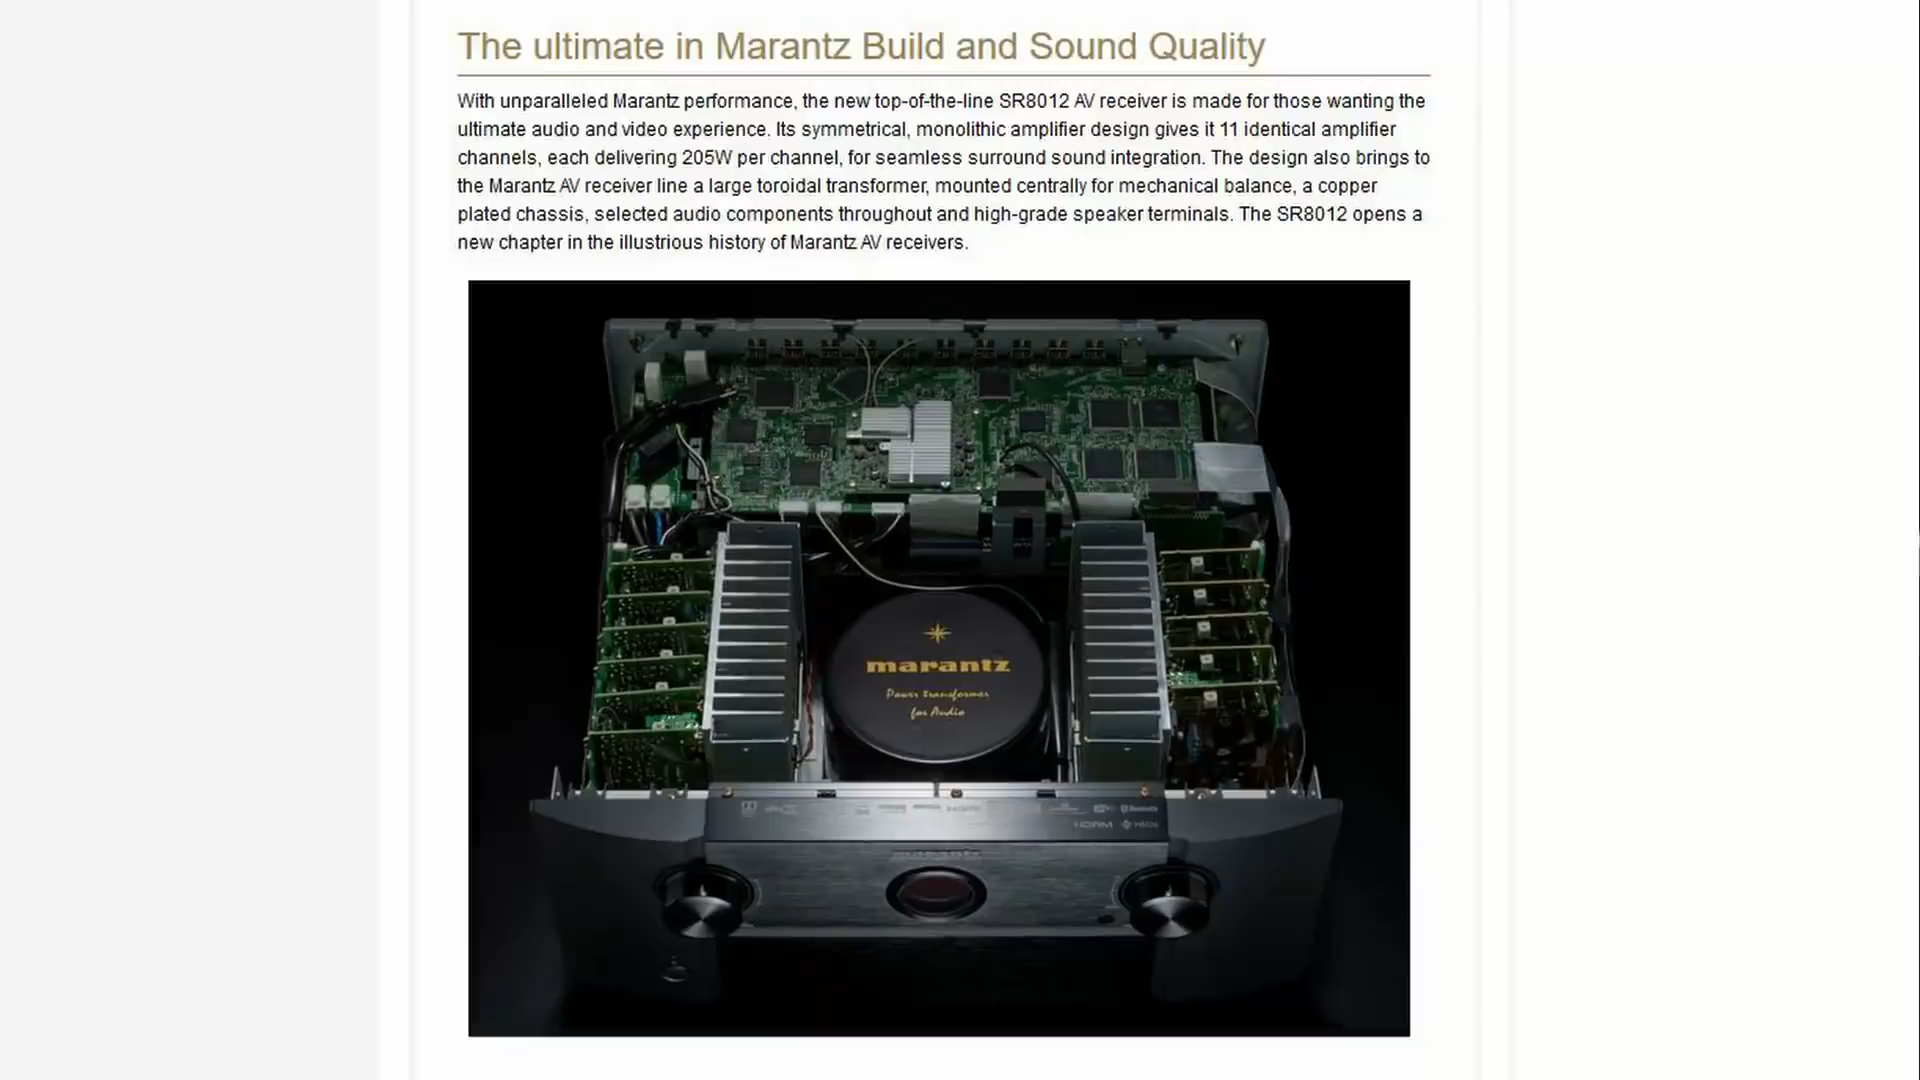 The ultimate in Marantz Build and Sound Quality
With unparalleled Marantz performance, the new top-of-the-line SR8012 AV receiver is made for those wanting the
ultimate audio and video experience. Its symmetrical, monolithic amplifier design gives it 11 identical amplifier
channels, each delivering 205W per channel, for seamless surround sound integration. The design also brings to
the Marantz AV receiver line a large toroidal transformer, mounted centrally for mechanical balance, a copper
plated chassis, selected audio components throughout and high-grade speaker terminals. The SR8012 opens a
new chapter in the illustrious history of Marantz AV receivers.
marantz
Power transformer
for Audio
HDMI
Bluetooth
HDAM
HEOS
marantz